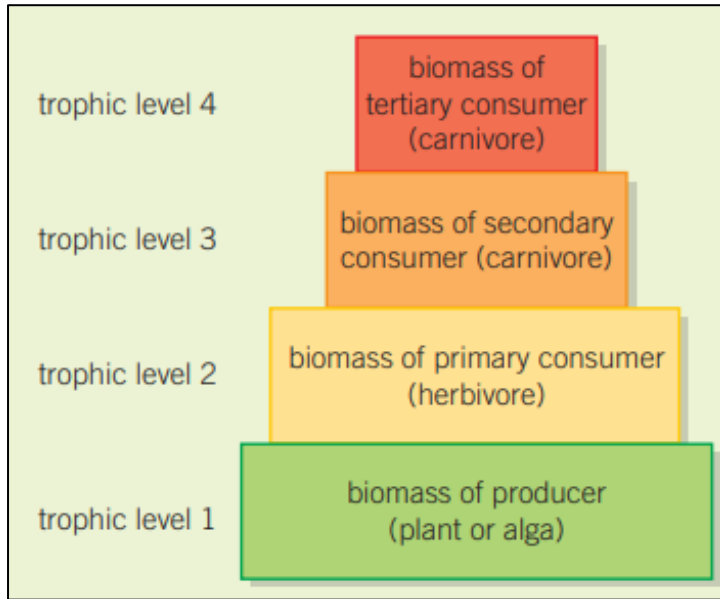 trophic level 4
biomass of
tertiary consumer
(carnivore)
trophic level 3
biomass of secondary
consumer (carnivore)
trophic level 2
biomass of primary consumer
(herbivore)
trophic level 1
biomass of producer
(plant or alga)